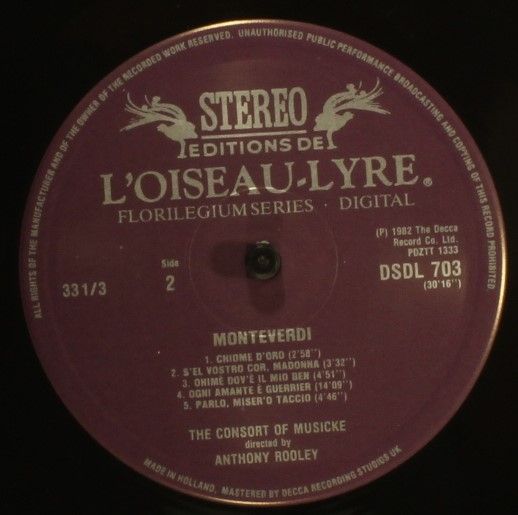 ALL RIGHTS OF THE MANUFACTURER AND OF THE OWNER OF THE RECORDED WORK RESERVED. UNAUTHORISED PUBLIC PERFORMANCE BROADCASTING AND COPYING OF THIS RECORD PROHIBITED
STEREO
EDITIONS DE
L'OISEAU-LYRE®
FLORILEGIUM SERIES · DIGITAL
(P) 1982 The Decca
Record Co. Ltd.
PDZTT 1333
DSDL 703
(30'16'')
33 1/3
Side
2
MONTEVERDI
1. CHIOME D'ORO (2'58'')
2. S'EL VOSTRO COR, MADONNA (3'32'')
3. OHIMÈ DOV'È IL MIO BEN (4'51'')
4. OGNI AMANTE È GUERRIER (14'09'')
5. PARLO, MISER'O TACCIO (4'46'')
THE CONSORT OF MUSICKE
directed by
ANTHONY ROOLEY
MADE IN HOLLAND, MASTERED BY DECCA RECORDING STUDIOS UK